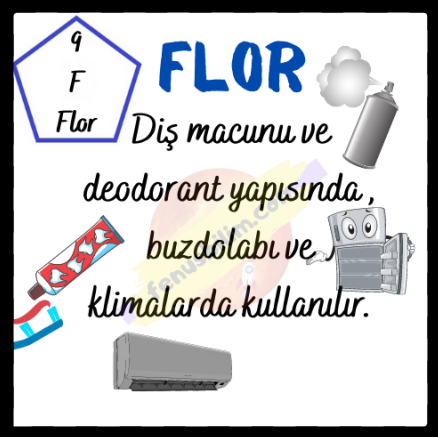 9
F
Flor
FLOR
Diş macunu ve
deodorant yapısında,
buzdolabı ve
klimalarda kullanılır.